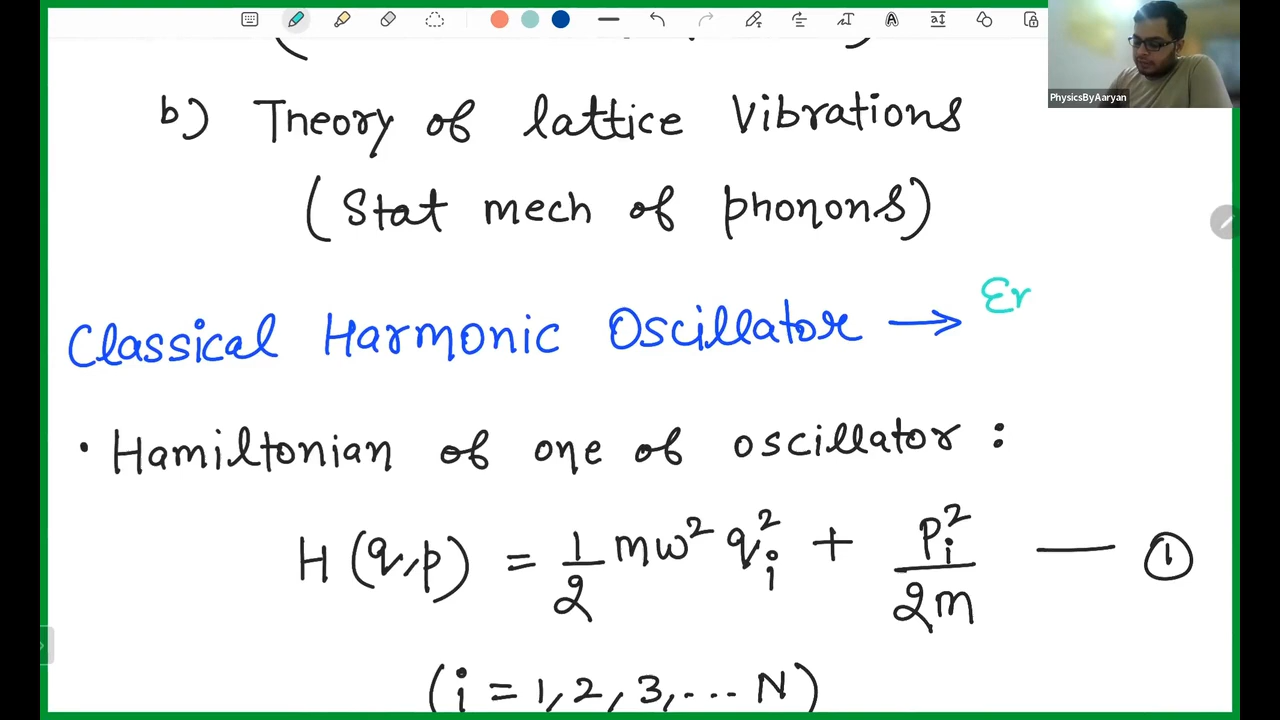 PhysicsByAaryan
b) Theory of lattice Vibrations
(Stat mech of phonons)
Er
Classical Harmonic Oscillator →
• Hamiltonian of one of oscillator :
H(q,p) = 1/2 mω² qᵢ² + pᵢ²/2m — ①
(i = 1, 2, 3, ... N)